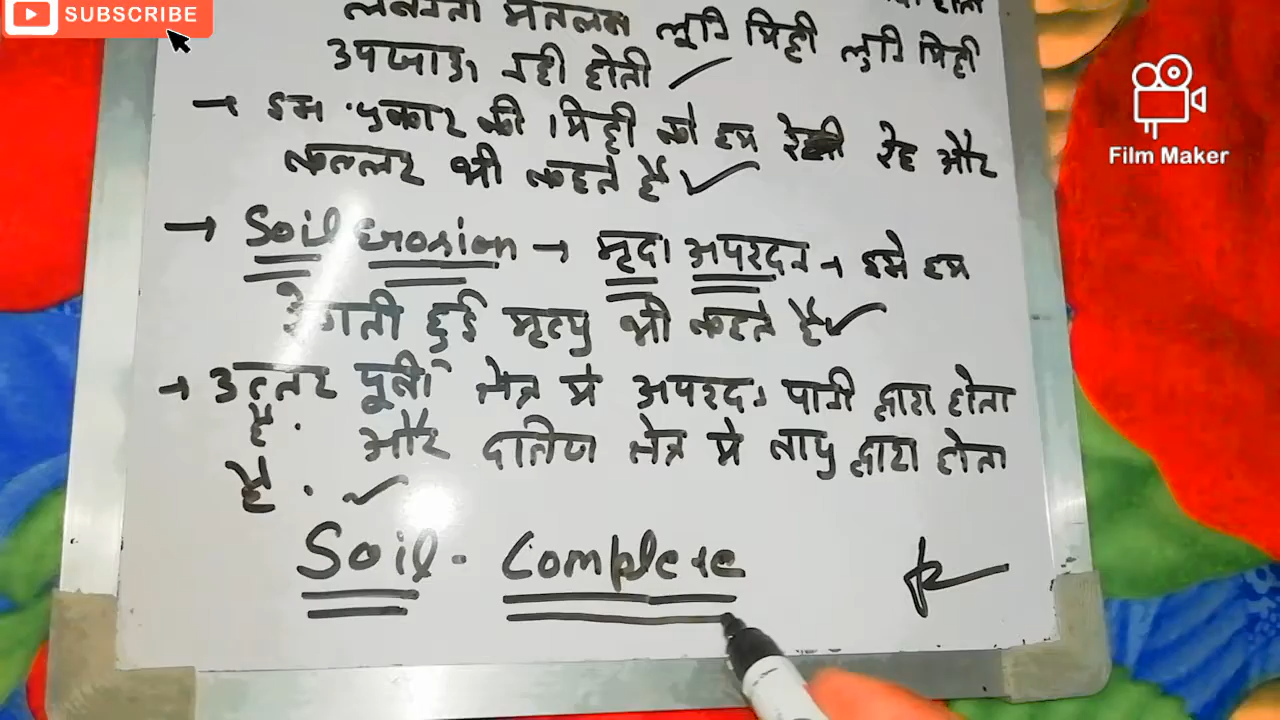 SUBSCRIBE
मतलब लूनि मिट्टी लुनि मिट्टी
उपजाऊ नही होती ✓
Film Maker
→ इस प्रकार की मिट्टी को हम रेही रेह और
कल्लर भी कहते है ✓
→ Soil Erosion → मृदा अपरदन → इसे हम
रेंगती हुई मृत्यु भी कहते है ✓
→ उत्तर पूर्वी क्षेत्र मे अपरदन पानी द्वारा होता
है. और दक्षिण क्षेत्र मे वायु द्वारा होता
है. ✓
Soil - Complete